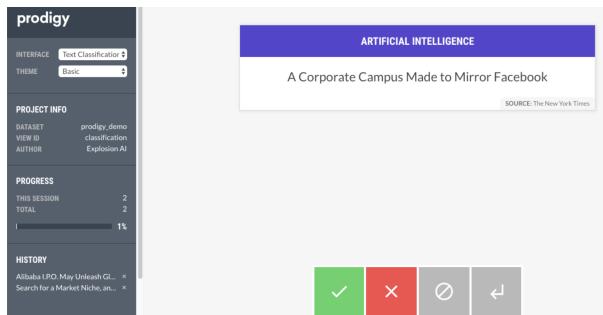 prodigy
INTERFACE Text Classification
THEME Basic
PROJECT INFO
DATASET prodigy_demo
VIEW ID classification
AUTHOR Explosion AI
PROGRESS
THIS SESSION 2
TOTAL 2
1%
HISTORY
Alibaba I.P.O. May Unleash Gl... ×
Search for a Market Niche, an... ×
ARTIFICIAL INTELLIGENCE
A Corporate Campus Made to Mirror Facebook
SOURCE: The New York Times